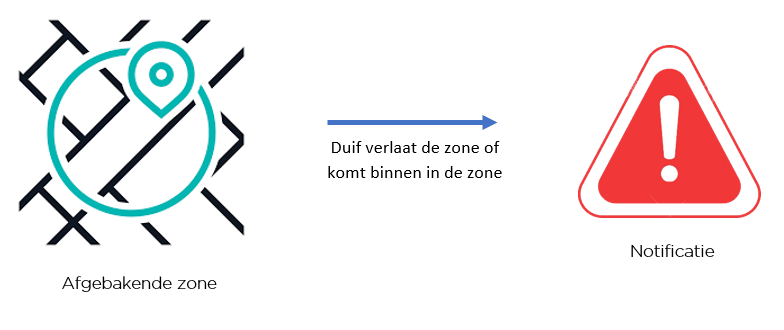 Duif verlaat de zone of
komt binnen in de zone
Notificatie
Afgebakende zone